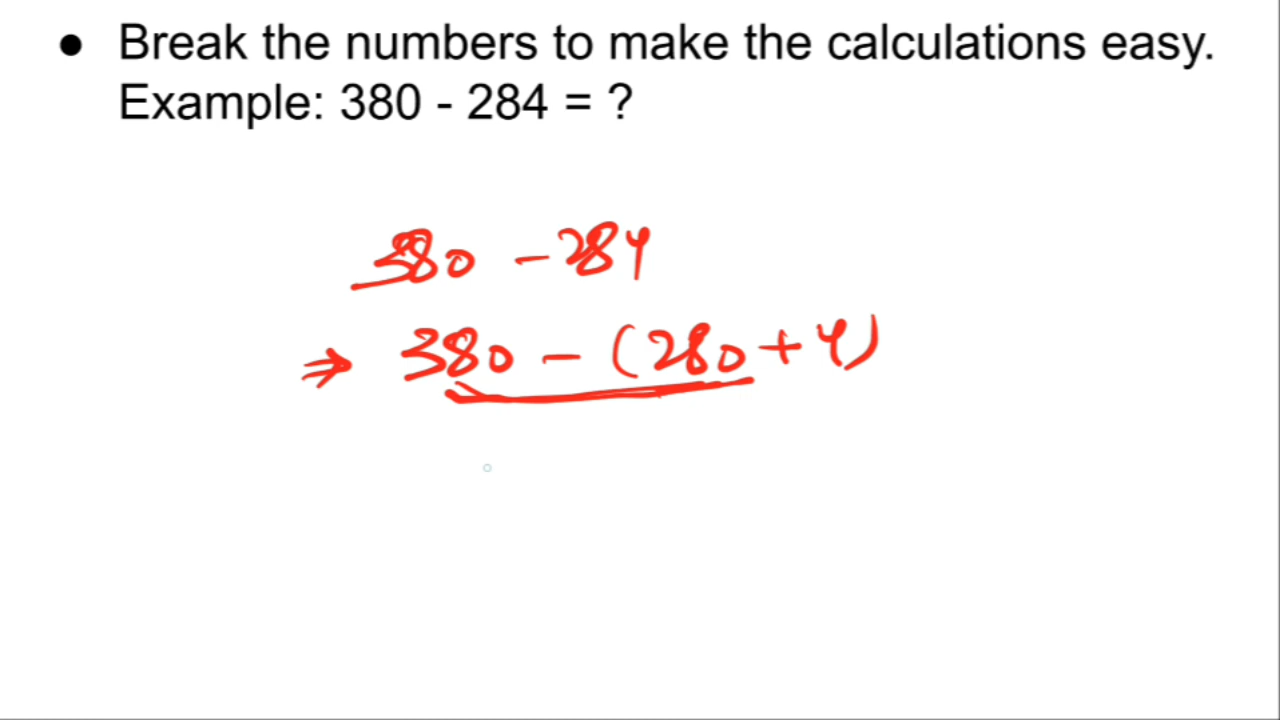 ● Break the numbers to make the calculations easy.
Example: 380 - 284 = ?
380 - 284
⇒ 380 - (280 + 4)